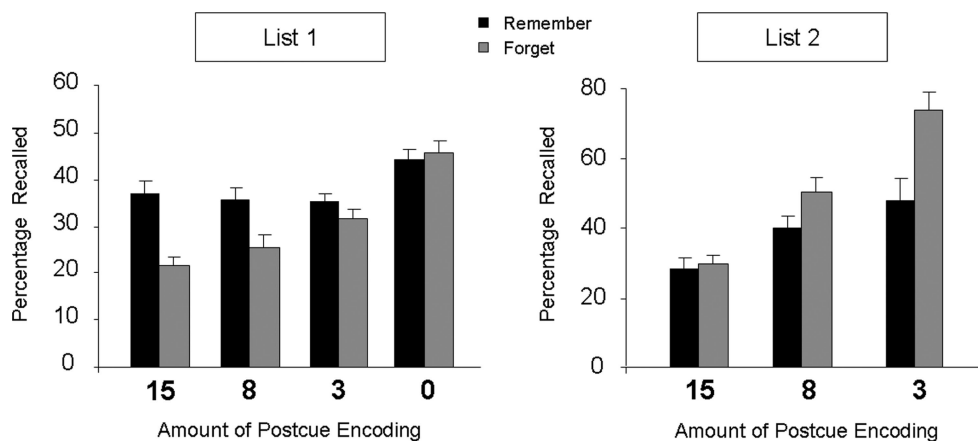 List 1
Remember
Forget
List 2
Percentage Recalled
60
50
40
30
20
10
0
15 8 3 0
Amount of Postcue Encoding
Percentage Recalled
80
60
40
20
0
15 8 3
Amount of Postcue Encoding